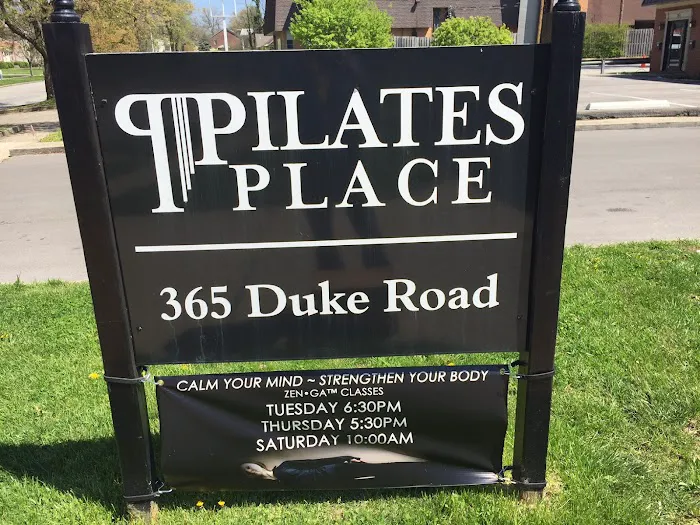 PILATES
PLACE
365 Duke Road
CALM YOUR MIND ~ STRENGTHEN YOUR BODY
ZEN•GA™ CLASSES
TUESDAY 6:30PM
THURSDAY 5:30PM
SATURDAY 10:00AM